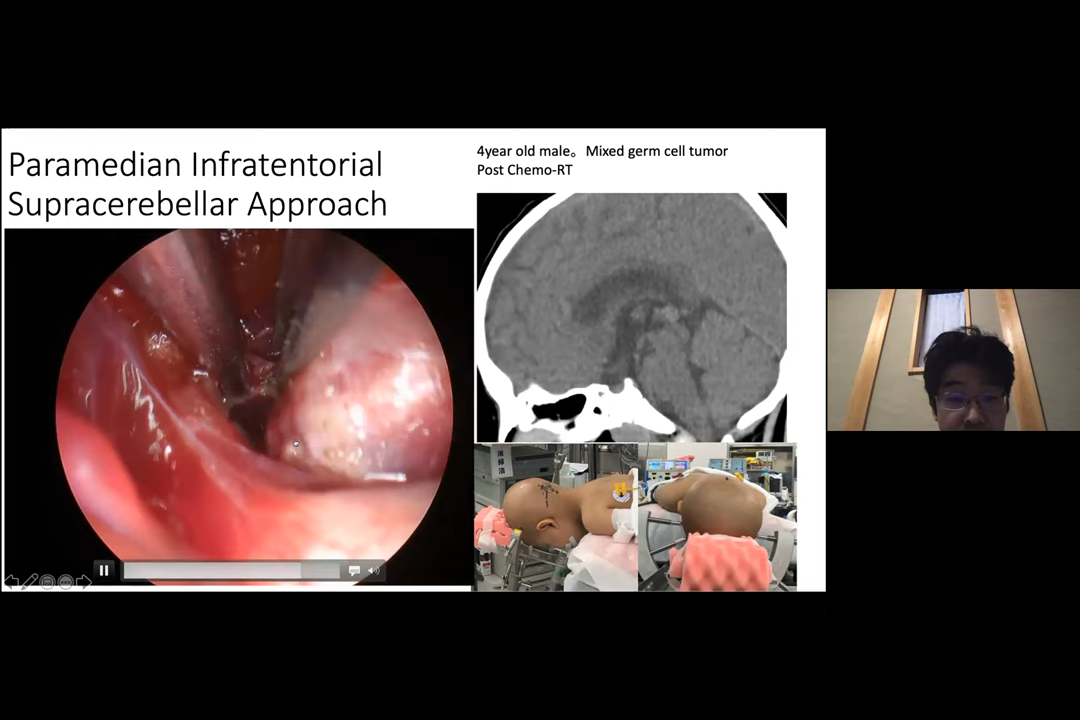 Paramedian Infratentorial
Supracerebellar Approach
4year old male。 Mixed germ cell tumor
Post Chemo-RT